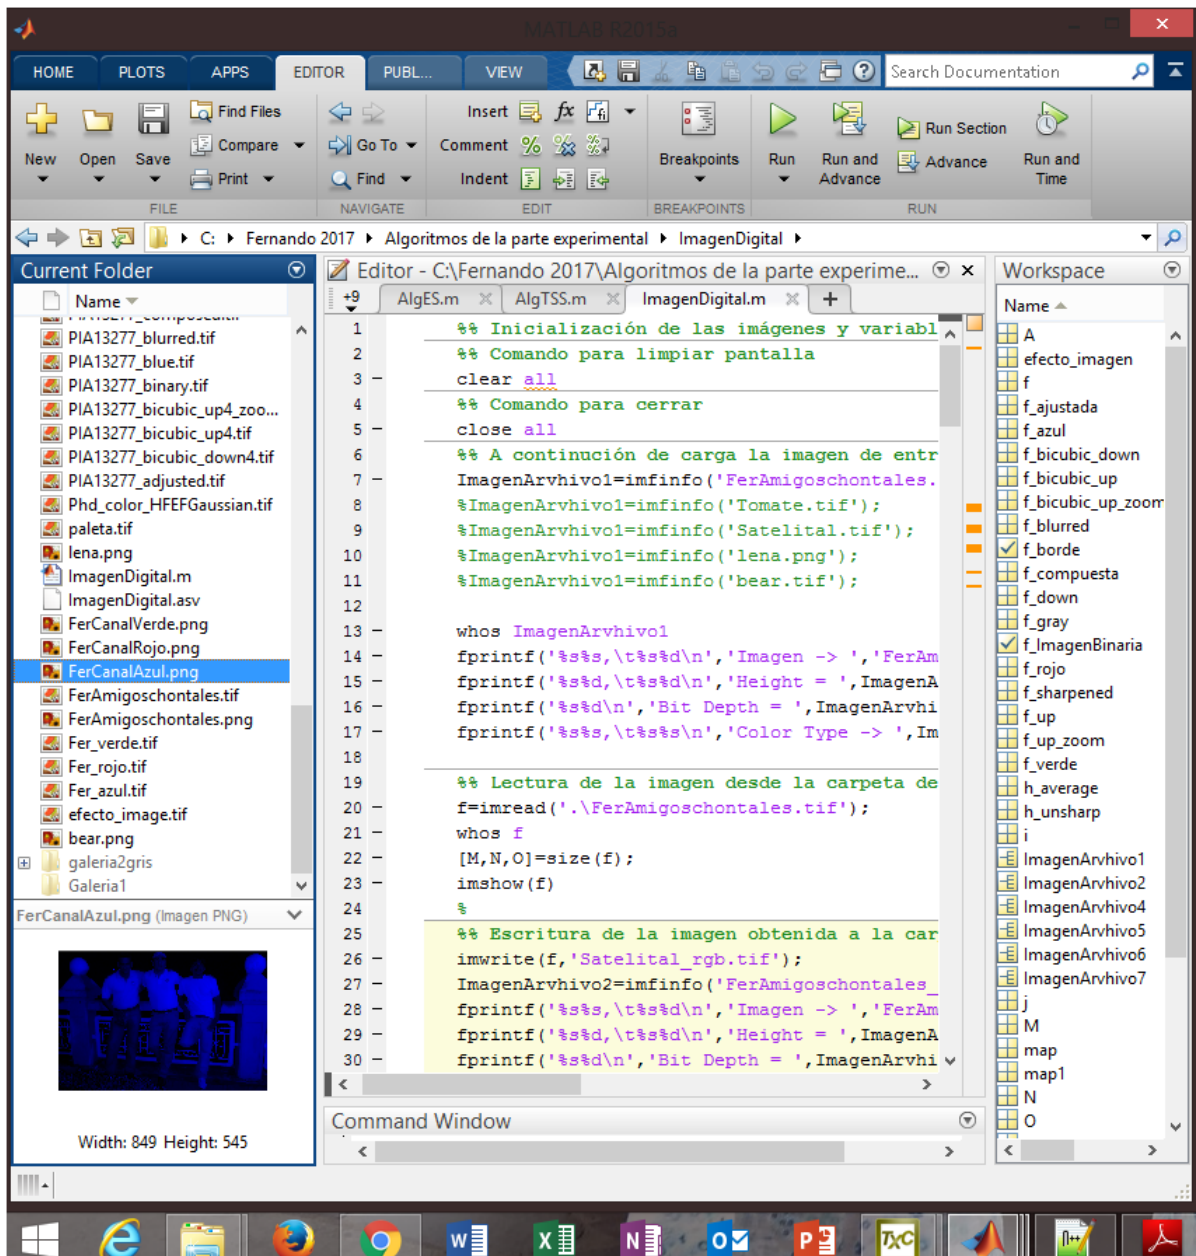 MATLAB R2015a
HOME PLOTS APPS EDITOR PUBL... VIEW Search Documentation
Find Files Insert fx
New Open Save Compare Go To Comment Breakpoints Run Run and Advance Run Section Advance Run and Time
Print Find Indent
FILE NAVIGATE EDIT BREAKPOINTS RUN
C: Fernando 2017 Algoritmos de la parte experimental ImagenDigital
Current Folder
Name
PIA13277_blurred.tif
PIA13277_blue.tif
PIA13277_binary.tif
PIA13277_bicubic_up4_zoo...
PIA13277_bicubic_up4.tif
PIA13277_bicubic_down4.tif
PIA13277_adjusted.tif
Phd_color_HFEFGaussian.tif
paleta.tif
lena.png
ImagenDigital.m
ImagenDigital.asv
FerCanalVerde.png
FerCanalRojo.png
FerCanalAzul.png
FerAmigoschontales.tif
FerAmigoschontales.png
Fer_verde.tif
Fer_rojo.tif
Fer_azul.tif
efecto_image.tif
bear.png
galeria2gris
Galeria1
FerCanalAzul.png (Imagen PNG)
Width: 849 Height: 545
Editor - C:\Fernando 2017\Algoritmos de la parte experime...
+9 AlgES.m AlgTSS.m ImagenDigital.m +
1 %% Inicialización de las imágenes y variabl
2 %% Comando para limpiar pantalla
3 – clear all
4 %% Comando para cerrar
5 – close all
6 %% A continución de carga la imagen de entr
7 – ImagenArvhivo1=imfinfo('FerAmigoschontales.
8 %ImagenArvhivo1=imfinfo('Tomate.tif');
9 %ImagenArvhivo1=imfinfo('Satelital.tif');
10 %ImagenArvhivo1=imfinfo('lena.png');
11 %ImagenArvhivo1=imfinfo('bear.tif');
12
13 – whos ImagenArvhivo1
14 – fprintf('%s%s,\t%s%d\n','Imagen -> ','FerAm
15 – fprintf('%s%d,\t%s%d\n','Height = ',ImagenA
16 – fprintf('%s%d\n','Bit Depth = ',ImagenArvhi
17 – fprintf('%s%s,\t%s%s\n','Color Type -> ',Im
18
19 %% Lectura de la imagen desde la carpeta de
20 – f=imread('.\FerAmigoschontales.tif');
21 – whos f
22 – [M,N,O]=size(f);
23 – imshow(f)
24 %
25 %% Escritura de la imagen obtenida a la car
26 – imwrite(f,'Satelital_rgb.tif');
27 – ImagenArvhivo2=imfinfo('FerAmigoschontales_
28 – fprintf('%s%s,\t%s%d\n','Imagen -> ','FerAm
29 – fprintf('%s%d,\t%s%d\n','Height = ',ImagenA
30 – fprintf('%s%d\n','Bit Depth = ',ImagenArvhi
Command Window
Workspace
Name
A
efecto_imagen
f
f_ajustada
f_azul
f_bicubic_down
f_bicubic_up
f_bicubic_up_zoom
f_blurred
f_borde
f_compuesta
f_down
f_gray
f_ImagenBinaria
f_rojo
f_sharpened
f_up
f_up_zoom
f_verde
h_average
h_unsharp
i
ImagenArvhivo1
ImagenArvhivo2
ImagenArvhivo4
ImagenArvhivo5
ImagenArvhivo6
ImagenArvhivo7
j
M
map
map1
N
O
TXC